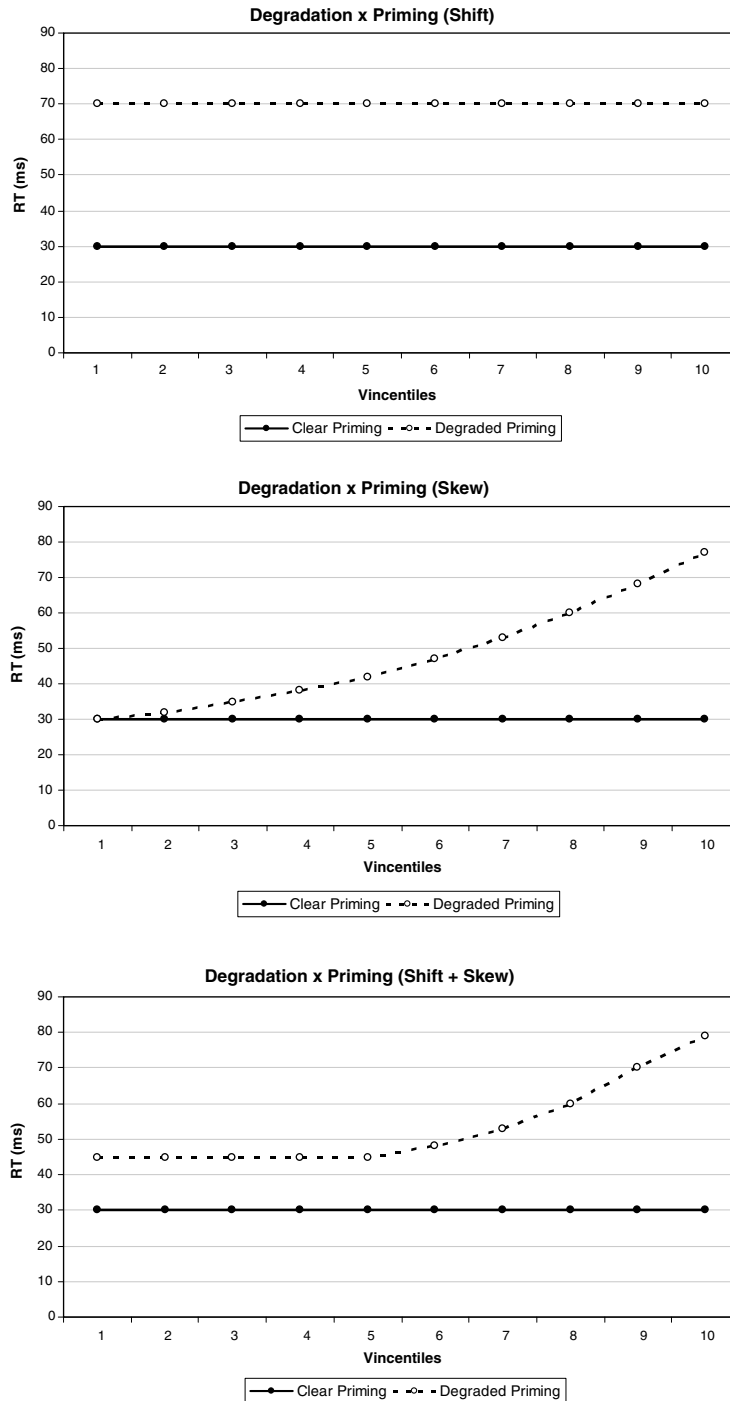 Degradation x Priming (Shift)
90
80
70
60
50
40
30
20
10
0
RT (ms)
1 2 3 4 5 6 7 8 9 10
Vincentiles
Clear Priming Degraded Priming
Degradation x Priming (Skew)
90
80
70
60
50
40
30
20
10
0
RT (ms)
1 2 3 4 5 6 7 8 9 10
Vincentiles
Clear Priming Degraded Priming
Degradation x Priming (Shift + Skew)
90
80
70
60
50
40
30
20
10
0
RT (ms)
1 2 3 4 5 6 7 8 9 10
Vincentiles
Clear Priming Degraded Priming